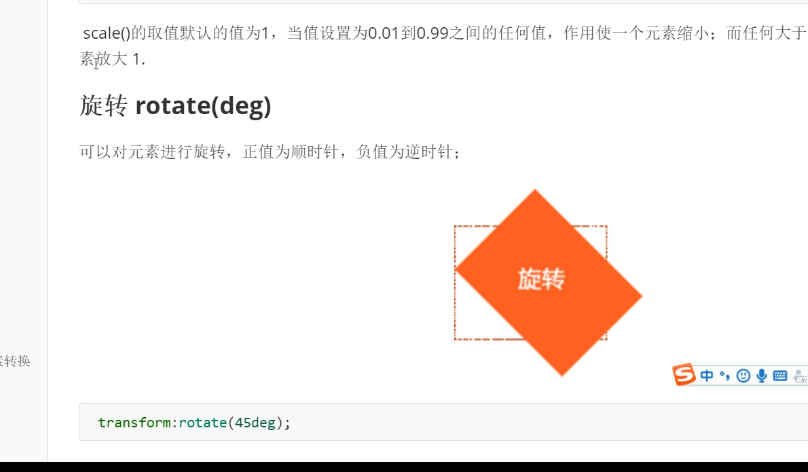 scale()的取值默认的值为1，当值设置为0.01到0.99之间的任何值，作用使一个元素缩小；而任何大于
素放大 1.
旋转 rotate(deg)
可以对元素进行旋转，正值为顺时针，负值为逆时针；
旋转
转换
中
transform:rotate(45deg);